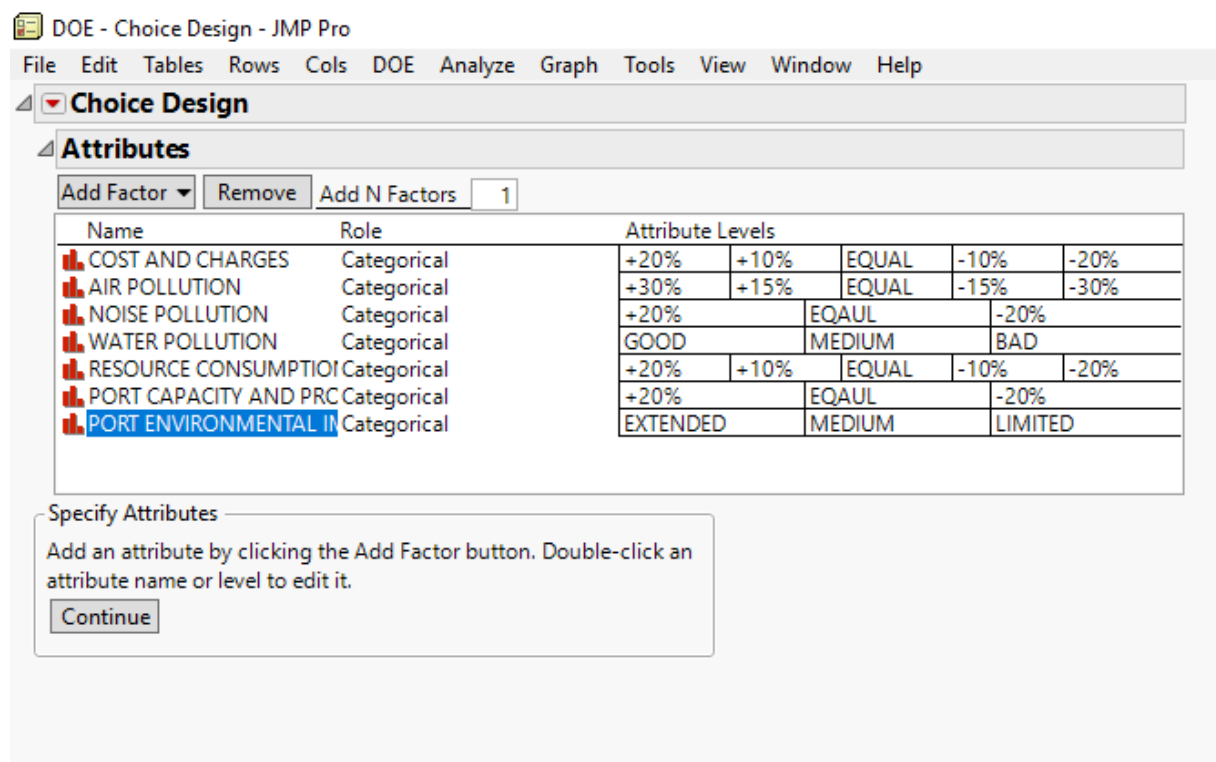 DOE - Choice Design - JMP Pro
File Edit Tables Rows Cols DOE Analyze Graph Tools View Window Help
Choice Design
Attributes
Add Factor Remove Add N Factors 1
Name Role Attribute Levels
COST AND CHARGES Categorical +20% +10% EQUAL -10% -20%
AIR POLLUTION Categorical +30% +15% EQUAL -15% -30%
NOISE POLLUTION Categorical +20% EQAUL -20%
WATER POLLUTION Categorical GOOD MEDIUM BAD
RESOURCE CONSUMPTION Categorical +20% +10% EQUAL -10% -20%
PORT CAPACITY AND PRC Categorical +20% EQAUL -20%
PORT ENVIRONMENTAL IN Categorical EXTENDED MEDIUM LIMITED
Specify Attributes
Add an attribute by clicking the Add Factor button. Double-click an
attribute name or level to edit it.
Continue